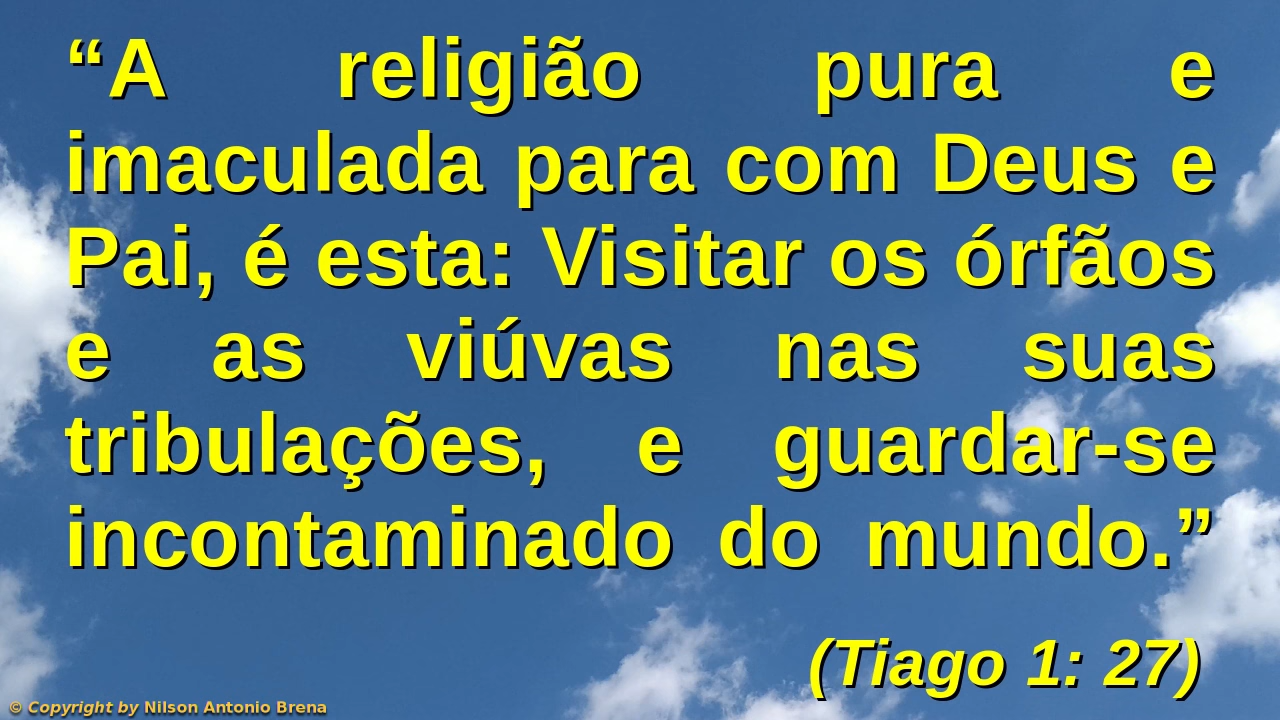 “A religião pura e
imaculada para com Deus e
Pai, é esta: Visitar os órfãos
e as viúvas nas suas
tribulações, e guardar-se
incontaminado do mundo.”
(Tiago 1: 27)
© Copyright by Nilson Antonio Brena